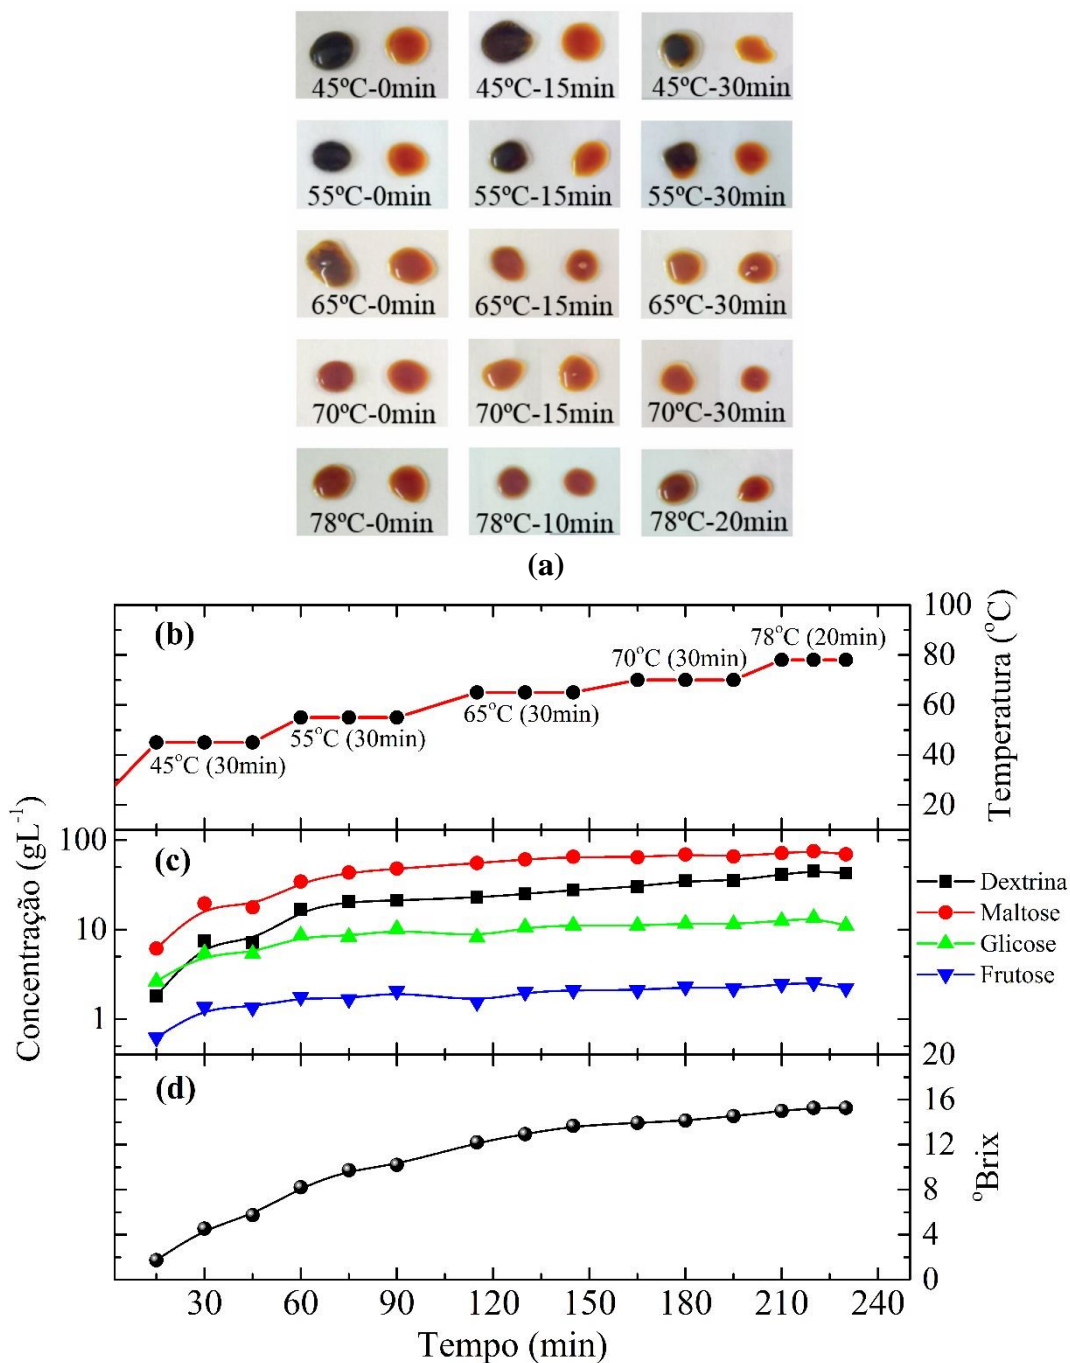 45ºC-0min 45ºC-15min 45ºC-30min
55ºC-0min 55ºC-15min 55ºC-30min
65ºC-0min 65ºC-15min 65ºC-30min
70ºC-0min 70ºC-15min 70ºC-30min
78ºC-0min 78ºC-10min 78ºC-20min
(a)
(b)
45°C (30min)
55°C (30min)
65°C (30min)
70°C (30min)
78°C (20min)
100
80
60
40
20
Temperatura (°C)
(c)
100
10
1
Concentração (gL⁻¹)
Dextrina
Maltose
Glicose
Frutose
(d)
20
16
12
8
4
0
°Brix
30 60 90 120 150 180 210 240
Tempo (min)